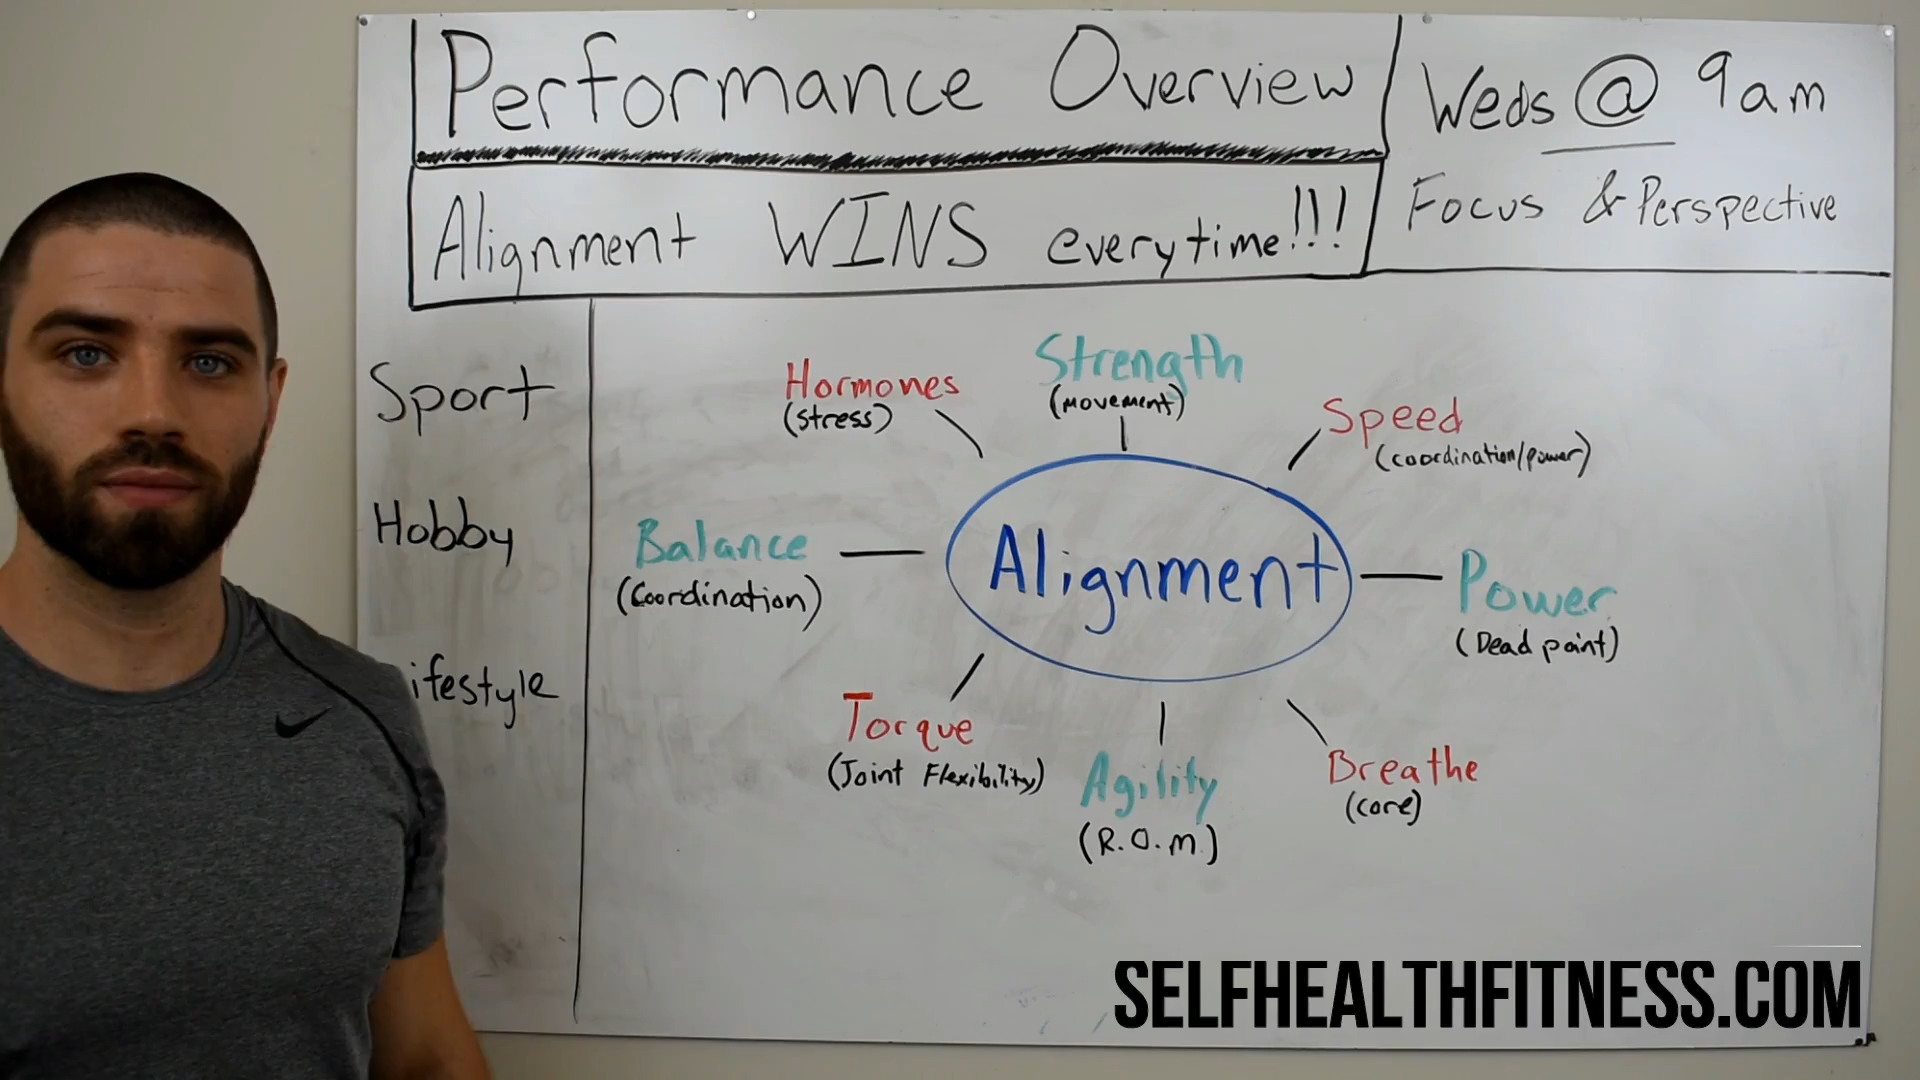 Performance Overview
Weds @ 9am
Focus & Perspective
Alignment WINS everytime!!!
Sport
Hobby
ifestyle
Hormones
(stress)
Strength
(movement)
Speed
(coordination/power)
Balance
(Coordination)
Alignment
Power
(Dead point)
Torque
(Joint Flexibility)
Agility
(R.O.M.)
Breathe
(core)
SELFHEALTHFITNESS.COM